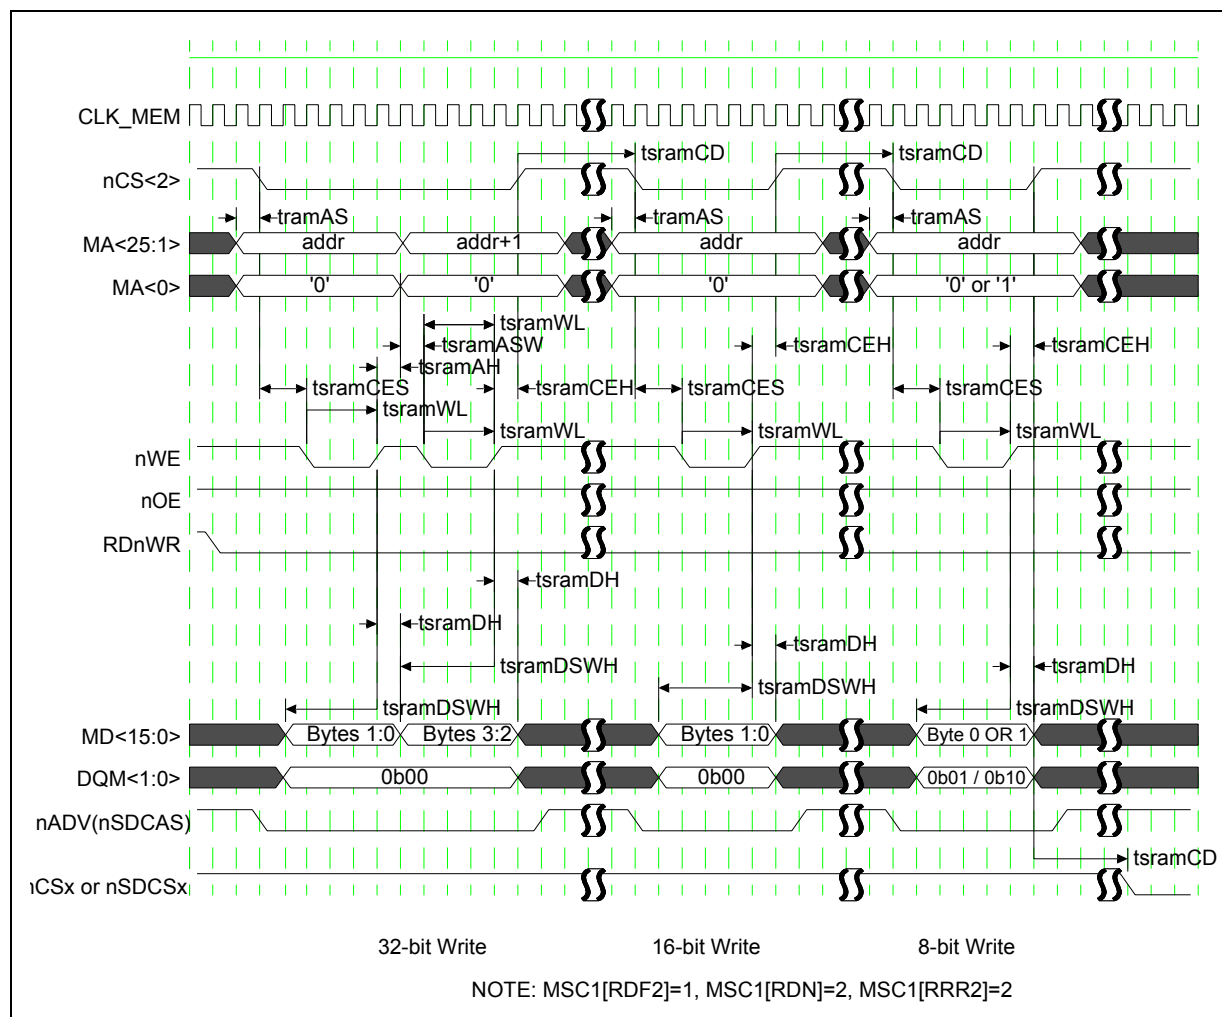 CLK_MEM
tsramCD
tsramCD
nCS<2>
tramAS
tramAS
tramAS
MA<25:1>
addr
addr+1
addr
addr
MA<0>
'0'
'0'
'0'
'0' or '1'
tsramWL
tsramASW
tsramCEH
tsramCEH
tsramAH
tsramCES
tsramCEH
tsramCES
tsramCES
tsramWL
tsramWL
tsramWL
tsramWL
nWE
nOE
RDnWR
tsramDH
tsramDH
tsramDH
tsramDH
tsramDSWH
tsramDSWH
tsramDSWH
tsramDSWH
MD<15:0>
Bytes 1:0
Bytes 3:2
Bytes 1:0
Byte 0 OR 1
DQM<1:0>
0b00
0b00
0b01 / 0b10
nADV(nSDCAS)
tsramCD
nCSx or nSDCSx
32-bit Write
16-bit Write
8-bit Write
NOTE: MSC1[RDF2]=1, MSC1[RDN]=2, MSC1[RRR2]=2